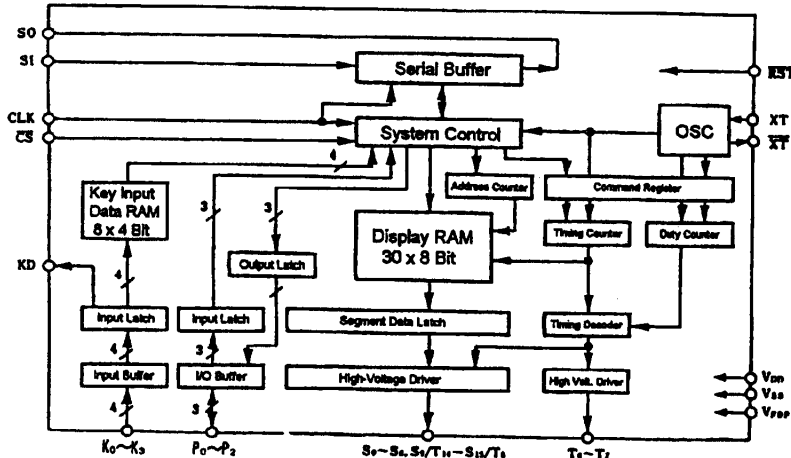 SO
SI
Serial Buffer
RST
CLK
XT
OSC
CS
System Control
XT
4
Key Input
Data RAM
8 x 4 Bit
Address Counter
Command Register
3
3
Display RAM
30 x 8 Bit
Timing Counter
Duty Counter
KD
Output Latch
4
Input Latch
Input Latch
Segment Data Latch
Timing Decoder
4
3
Input Buffer
I/O Buffer
High-Voltage Driver
High Volt. Driver
VDD
VSS
4
3
VFDP
K0~K3
P0~P2
T0~T7